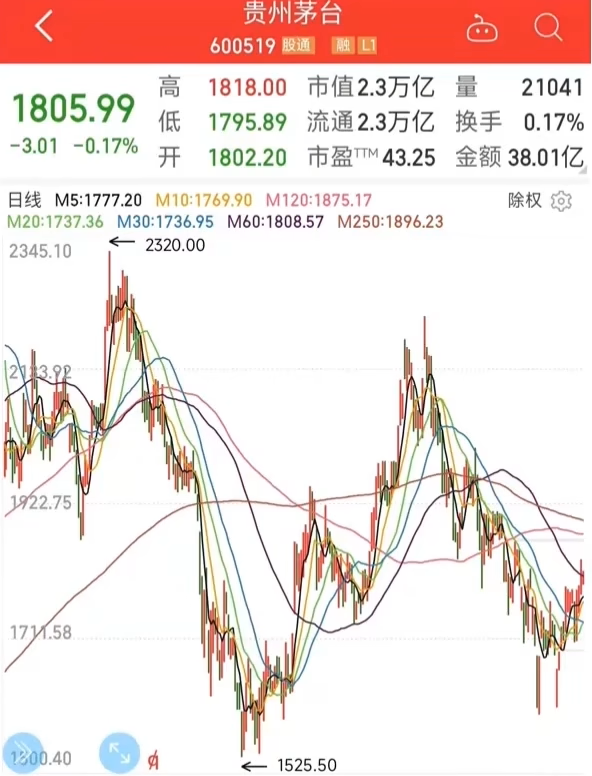 贵州茅台
600519 股通 融 L1
1805.99
-3.01 -0.17%
高 1818.00 市值 2.3万亿 量 21041
低 1795.89 流通 2.3万亿 换手 0.17%
开 1802.20 市盈TTM 43.25 金额 38.01亿
日线 M5:1777.20 M10:1769.90 M120:1875.17 除权
M20:1737.36 M30:1736.95 M60:1808.57 M250:1896.23
2345.10
2320.00
1922.75
1711.58
1525.50